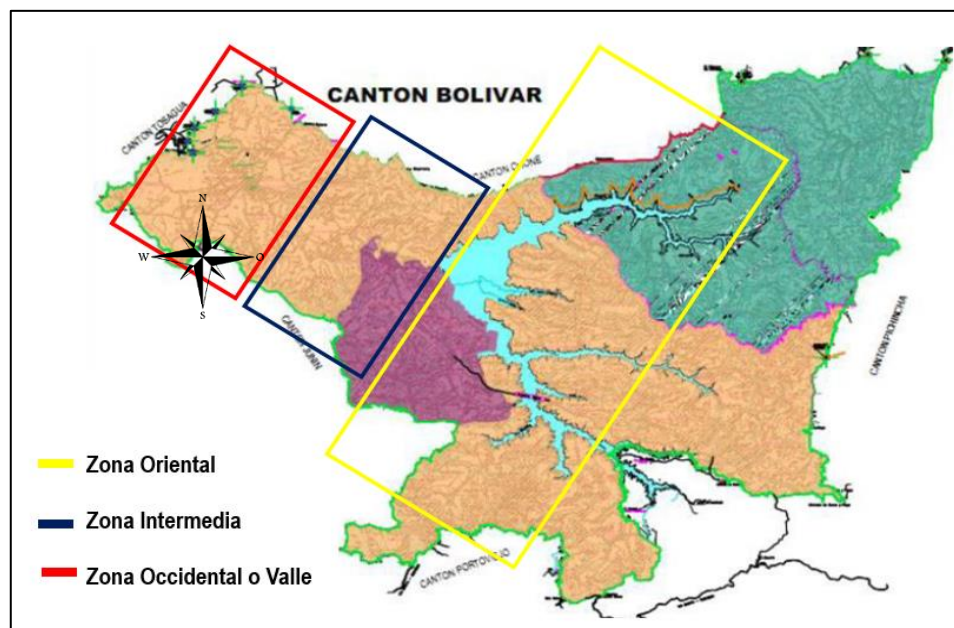 CANTON BOLIVAR
CANTON TOSAGUA
CANTON CHONE
N
W O
S
CANTON JUNIN
CANTON PICHINCHA
Zona Oriental
Zona Intermedia
Zona Occidental o Valle
CANTON PORTOVIEJO